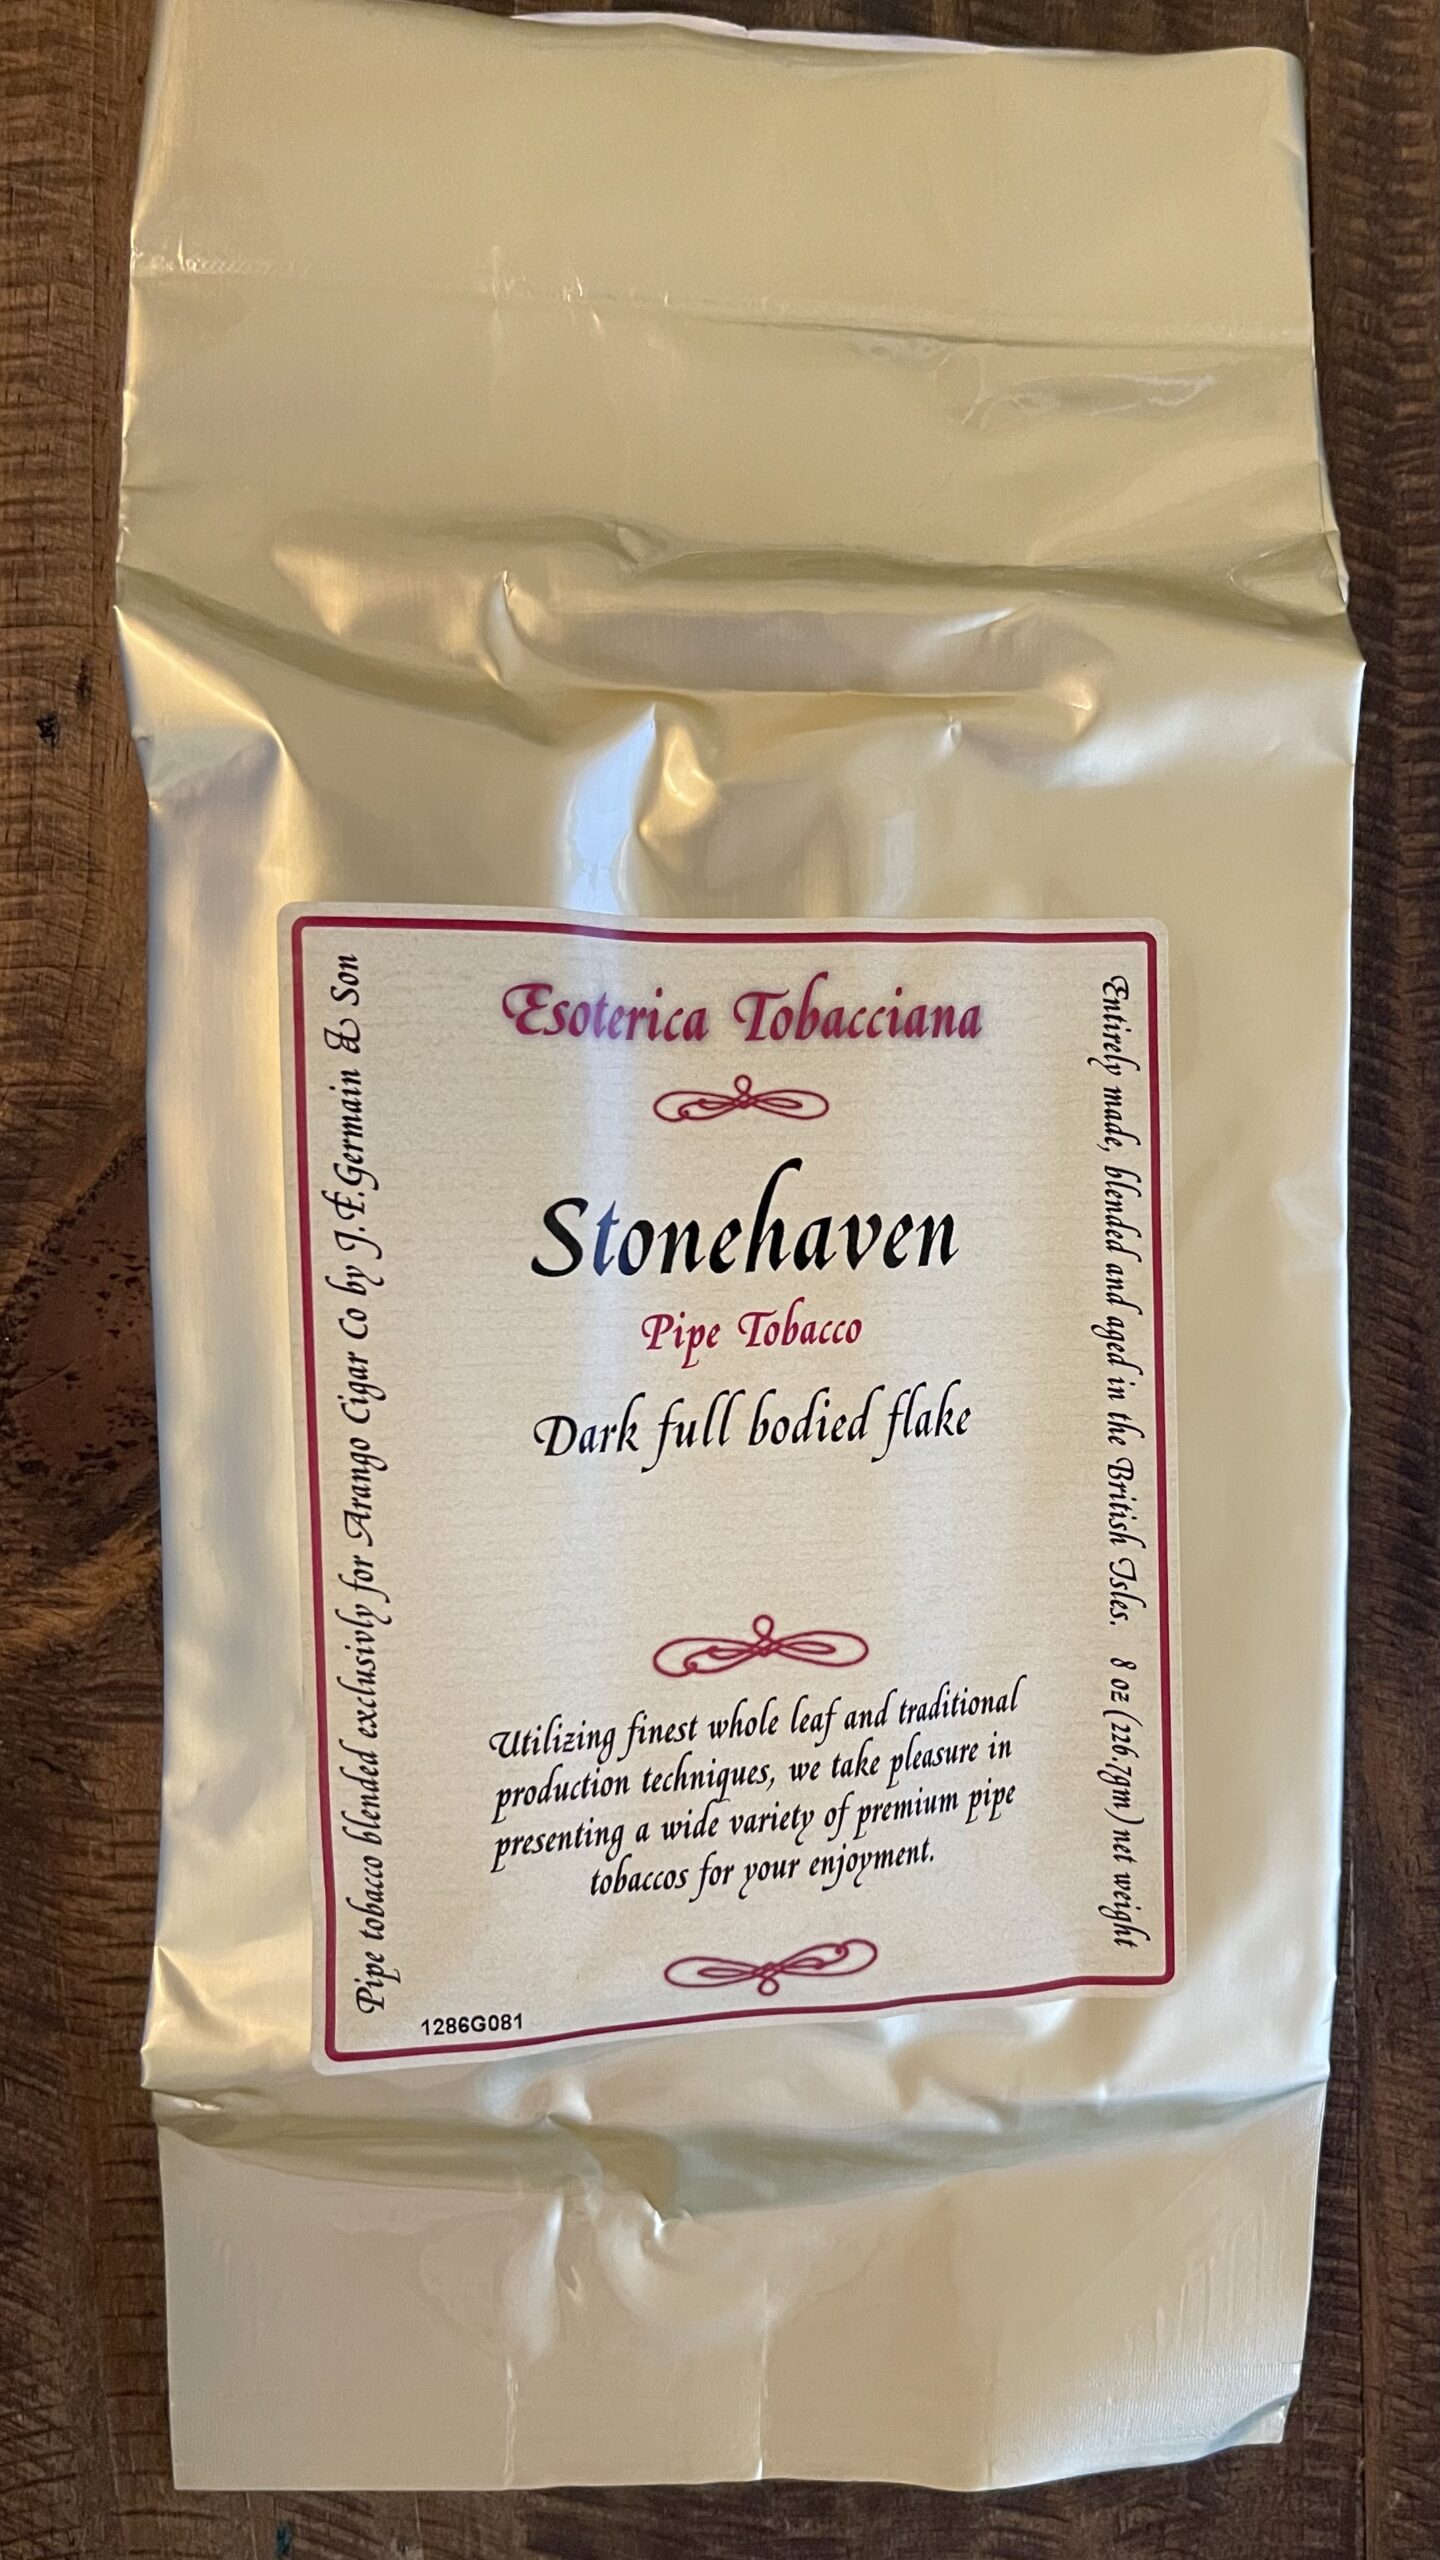 Esoterica Tobacciana
Stonehaven
Pipe Tobacco
Dark full bodied flake
Utilizing finest whole leaf and traditional
production techniques, we take pleasure in
presenting a wide variety of premium pipe
tobaccos for your enjoyment.
Pipe tobacco blended exclusivly for Arango Cigar Co by J.F.Germain & Son
Entirely made, blended and aged in the British Isles. 8 oz (226.7gm) net weight
1286G081